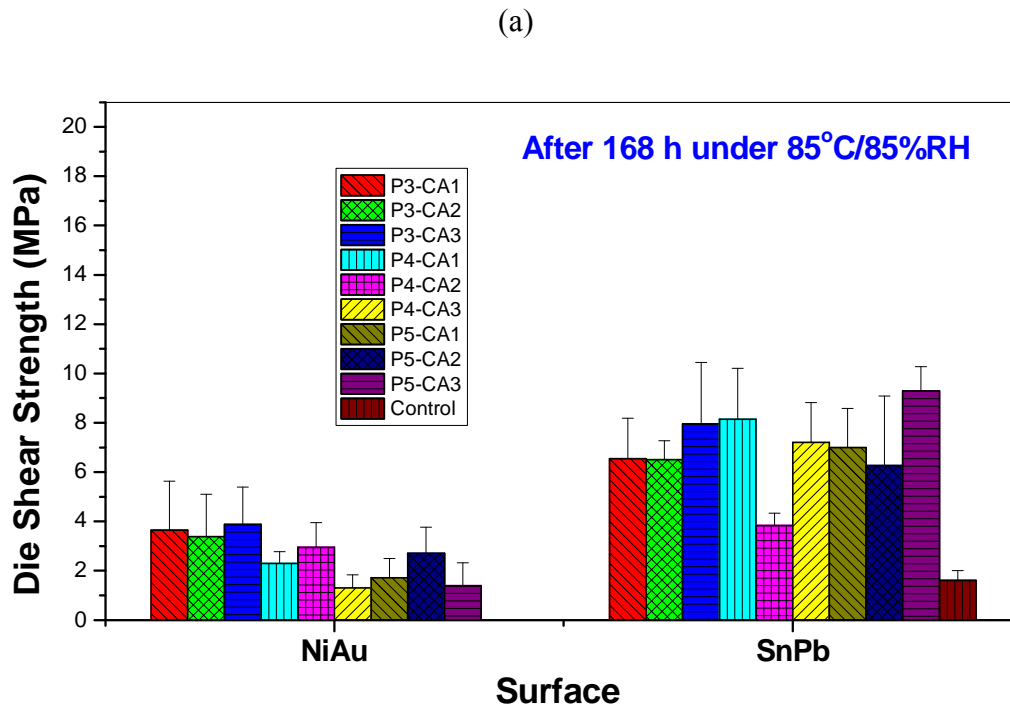 (a)
After 168 h under 85°C/85%RH
P3-CA1
P3-CA2
P3-CA3
P4-CA1
P4-CA2
P4-CA3
P5-CA1
P5-CA2
P5-CA3
Control
Die Shear Strength (MPa)
20
18
16
14
12
10
8
6
4
2
0
NiAu
SnPb
Surface